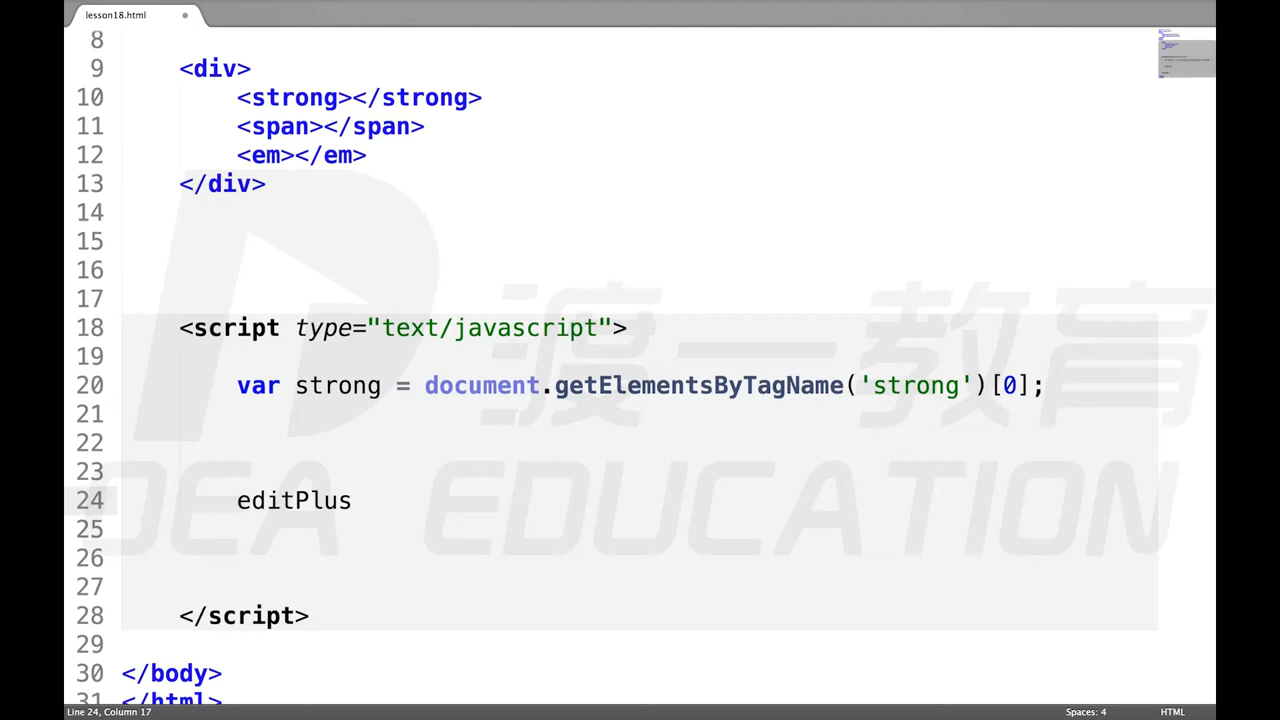 lesson18.html
8
9 <div>
10 <strong></strong>
11 <span></span>
12 <em></em>
13 </div>
14
15
16
17
18 <script type="text/javascript">
19
20 var strong = document.getElementsByTagName('strong')[0];
21
22
23
24 editPlus
25
26
27
28 </script>
29
30 </body>
31 </html>
渡一教育
DEA EDUCATION
Line 24, Column 17
Spaces: 4
HTML